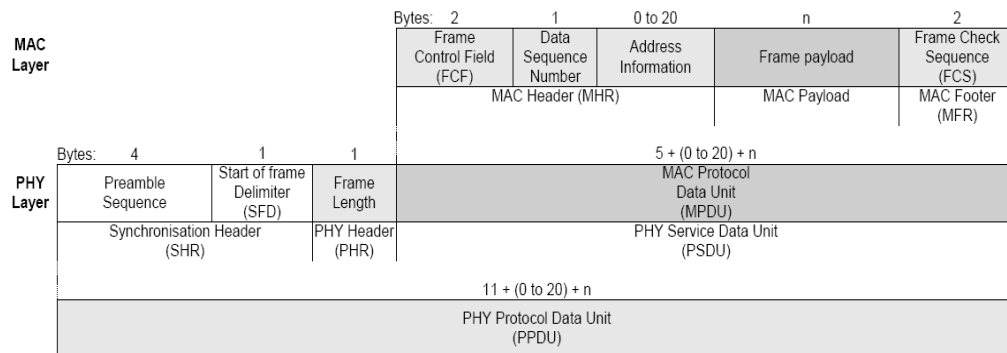 Bytes: 2 1 0 to 20 n 2
MAC
Layer
Frame
Control Field
(FCF)
Data
Sequence
Number
Address
Information
Frame payload
Frame Check
Sequence
(FCS)
MAC Header (MHR)
MAC Payload
MAC Footer
(MFR)
Bytes: 4 1 1 5 + (0 to 20) + n
PHY
Layer
Preamble
Sequence
Start of frame
Delimiter
(SFD)
Frame
Length
MAC Protocol
Data Unit
(MPDU)
Synchronisation Header
(SHR)
PHY Header
(PHR)
PHY Service Data Unit
(PSDU)
11 + (0 to 20) + n
PHY Protocol Data Unit
(PPDU)